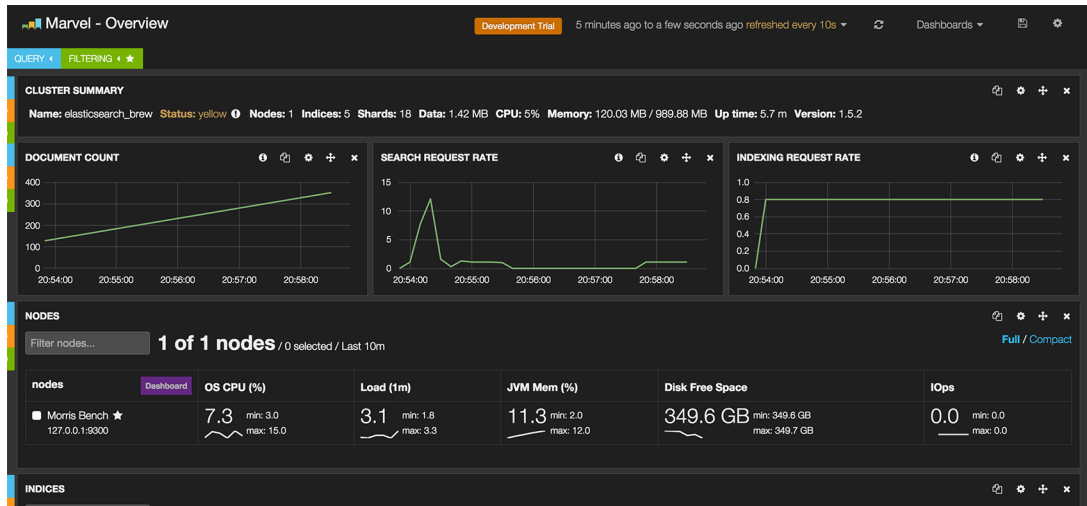 Marvel - Overview
Development Trial
5 minutes ago to a few seconds ago refreshed every 10s
Dashboards
QUERY
FILTERING
CLUSTER SUMMARY
Name: elasticsearch_brew Status: yellow Nodes: 1 Indices: 5 Shards: 18 Data: 1.42 MB CPU: 5% Memory: 120.03 MB / 989.88 MB Up time: 5.7 m Version: 1.5.2
DOCUMENT COUNT
400
300
200
100
0
20:54:00 20:55:00 20:56:00 20:57:00 20:58:00
SEARCH REQUEST RATE
15
10
5
0
20:54:00 20:55:00 20:56:00 20:57:00 20:58:00
INDEXING REQUEST RATE
1.0
0.8
0.6
0.4
0.2
0.0
20:54:00 20:55:00 20:56:00 20:57:00 20:58:00
NODES
Filter nodes...
1 of 1 nodes / 0 selected / Last 10m
Full / Compact
nodes Dashboard OS CPU (%) Load (1m) JVM Mem (%) Disk Free Space IOps
Morris Bench 7.3 min: 3.0 3.1 min: 1.8 11.3 min: 2.0 349.6 GB min: 349.6 GB 0.0 min: 0.0
127.0.0.1:9300 max: 15.0 max: 3.3 max: 12.0 max: 349.7 GB max: 0.0
INDICES